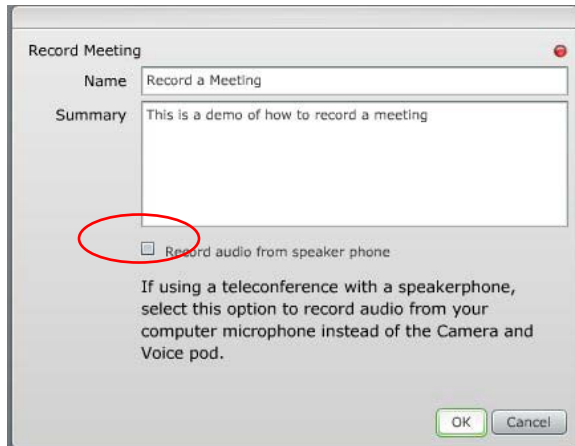 Record Meeting
Name Record a Meeting
Summary This is a demo of how to record a meeting
Record audio from speaker phone
If using a teleconference with a speakerphone,
select this option to record audio from your
computer microphone instead of the Camera and
Voice pod.
OK Cancel